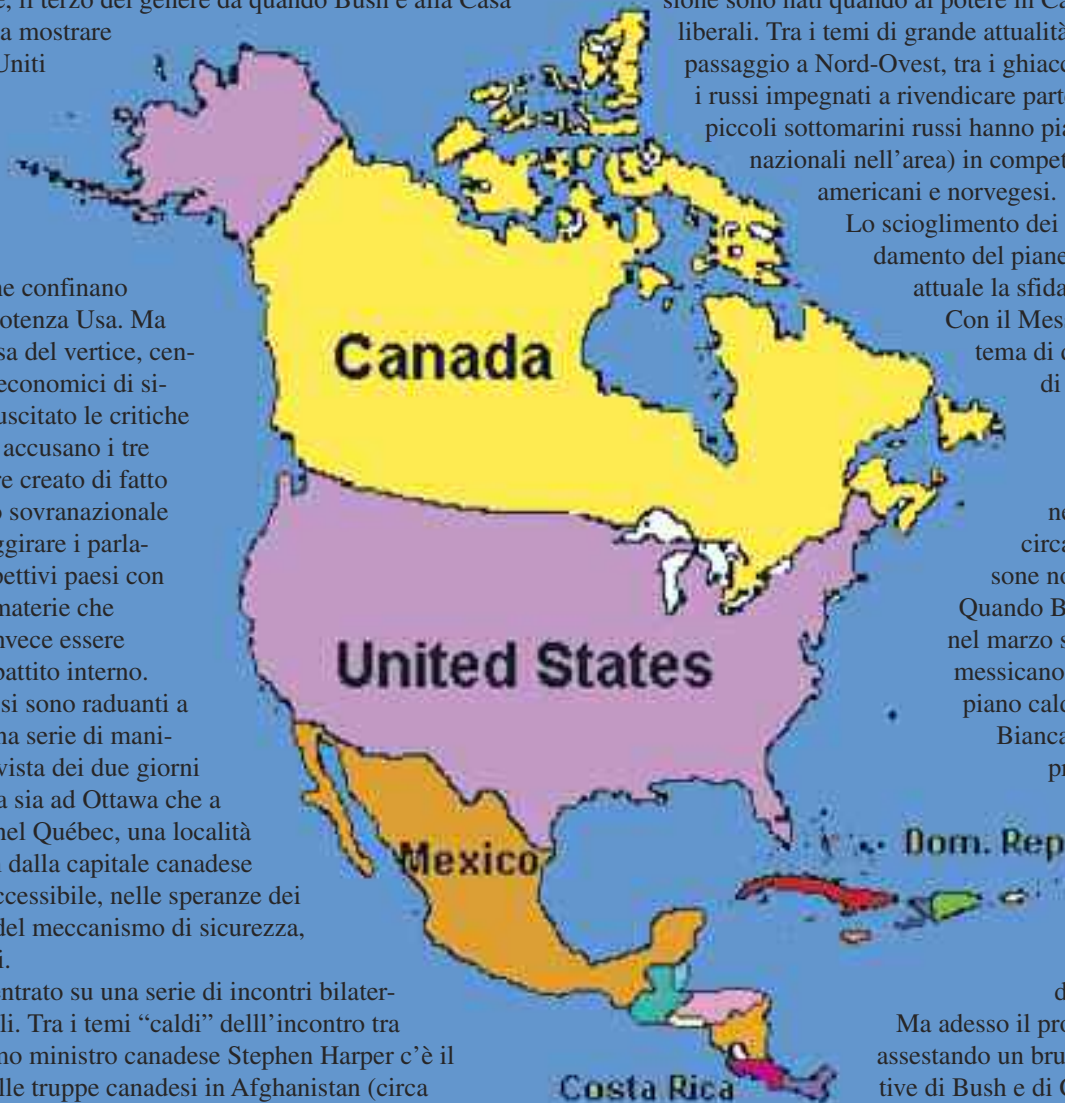 e, il terzo del genere da quando Bush è alla Casa
a mostrare
Uniti
ne confinano
otenza Usa. Ma
sa del vertice, cen-
economici di si-
uscitato le critiche
accusano i tre
re creato di fatto
o sovranazionale
ggirare i parla-
pettivi paesi con
materie che
nvece essere
battito interno.
si sono raduanti a
na serie di mani-
vista dei due giorni
a sia ad Ottawa che a
nel Québec, una località
dalla capitale canadese
ccessibile, nelle speranze dei
del meccanismo di sicurezza,
i.
entrato su una serie di incontri bilater-
li. Tra i temi “caldi” delll'incontro tra
mo ministro canadese Stephen Harper c'è il
lle truppe canadesi in Afghanistan (circa
Canada
United States
Mexico
Dom. Rep
Costa Rica
sione sono nati quando al potere in Ca
liberali. Tra i temi di grande attualità
passaggio a Nord-Ovest, tra i ghiacc
i russi impegnati a rivendicare parte
piccoli sottomarini russi hanno pia
nazionali nell'area) in compet
americani e norvegesi.
Lo scioglimento dei
damento del piane
attuale la sfida
Con il Mess
tema di
di
ne
circa
sone no
Quando B
nel marzo s
messicano
piano cald
Bianca
pr
d
Ma adesso il pro
assestando un bru
tive di Bush e di C